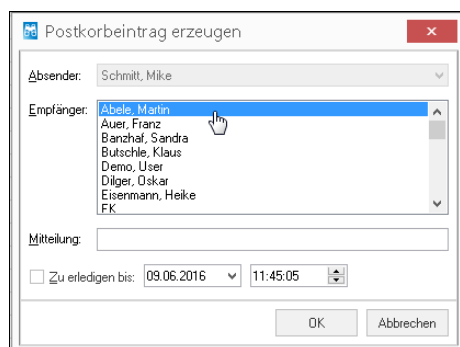 Postkorbeintrag erzeugen
Absender: Schmitt, Mike
Empfänger: Abele, Martin
Auer, Franz
Banzhaf, Sandra
Butschle, Klaus
Demo, User
Dilger, Oskar
Eisenmann, Heike
FK
Mitteilung:
Zu erledigen bis: 09.06.2016 11:45:05
OK Abbrechen